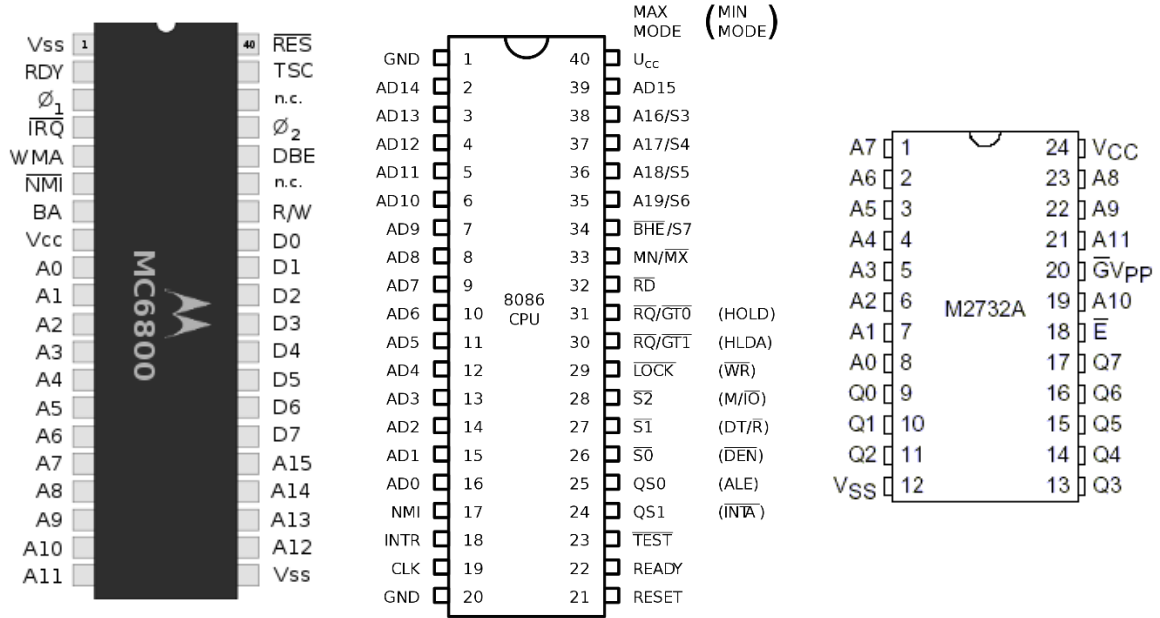 Vss 1 40 RES
RDY TSC
Ø1 n.c.
IRQ Ø2
WMA DBE
NMI n.c.
BA R/W
Vcc D0
A0 D1
A1 D2
A2 D3
A3 D4
A4 D5
A5 D6
A6 D7
A7 A15
A8 A14
A9 A13
A10 A12
A11 Vss
MC6800
MAX MODE (MIN MODE)
GND 1 40 Ucc
AD14 2 39 AD15
AD13 3 38 A16/S3
AD12 4 37 A17/S4
AD11 5 36 A18/S5
AD10 6 35 A19/S6
AD9 7 34 BHE/S7
AD8 8 33 MN/MX
AD7 9 32 RD
AD6 10 31 RQ/GT0 (HOLD)
AD5 11 30 RQ/GT1 (HLDA)
AD4 12 29 LOCK (WR)
AD3 13 28 S2 (M/IO)
AD2 14 27 S1 (DT/R)
AD1 15 26 S0 (DEN)
AD0 16 25 QS0 (ALE)
NMI 17 24 QS1 (INTA)
INTR 18 23 TEST
CLK 19 22 READY
GND 20 21 RESET
8086
CPU
A7 1 24 VCC
A6 2 23 A8
A5 3 22 A9
A4 4 21 A11
A3 5 20 GVPP
A2 6 19 A10
A1 7 18 E
A0 8 17 Q7
Q0 9 16 Q6
Q1 10 15 Q5
Q2 11 14 Q4
VSS 12 13 Q3
M2732A